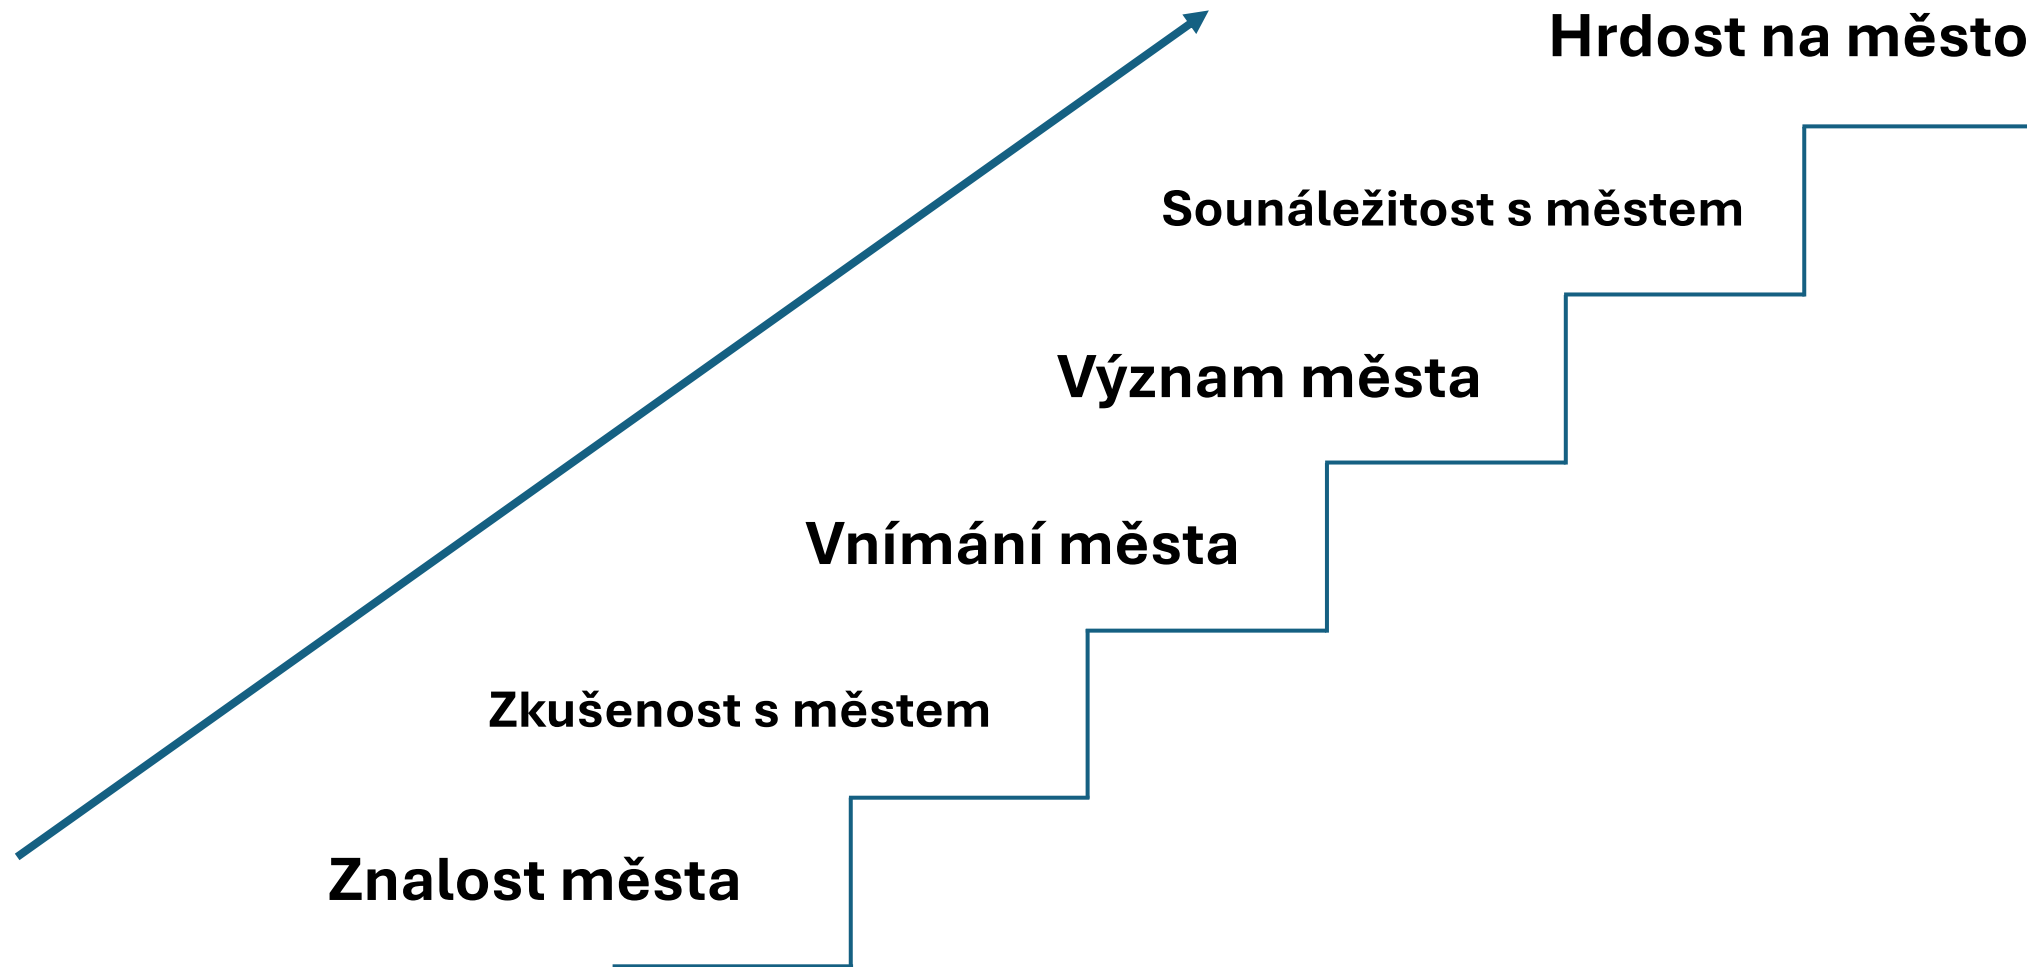 Hrdost na město
Sounáležitost s městem
Význam města
Vnímání města
Zkušenost s městem
Znalost města